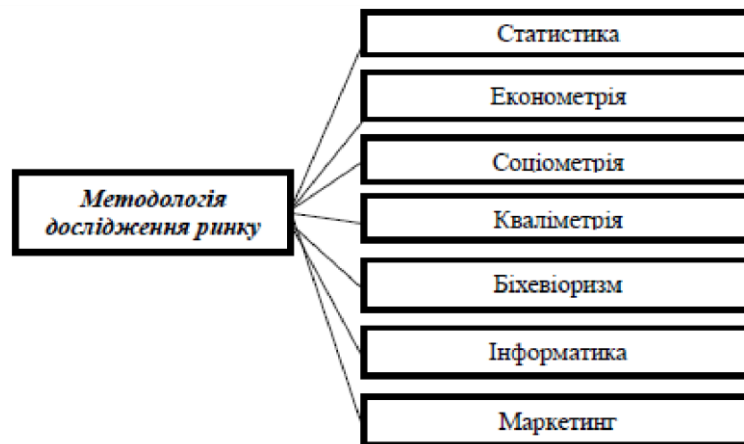 Статистика
Економетрія
Соціометрія
Методологія
дослідження ринку
Кваліметрія
Біхевіоризм
Інформатика
Маркетинг